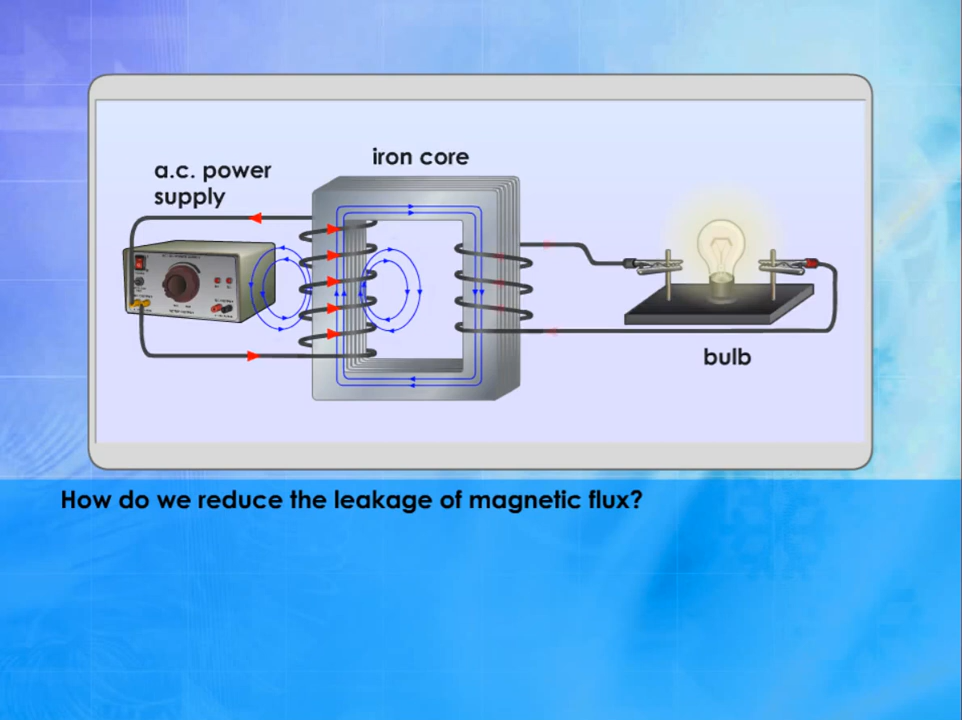 iron core
a.c. power
supply
bulb
How do we reduce the leakage of magnetic flux?